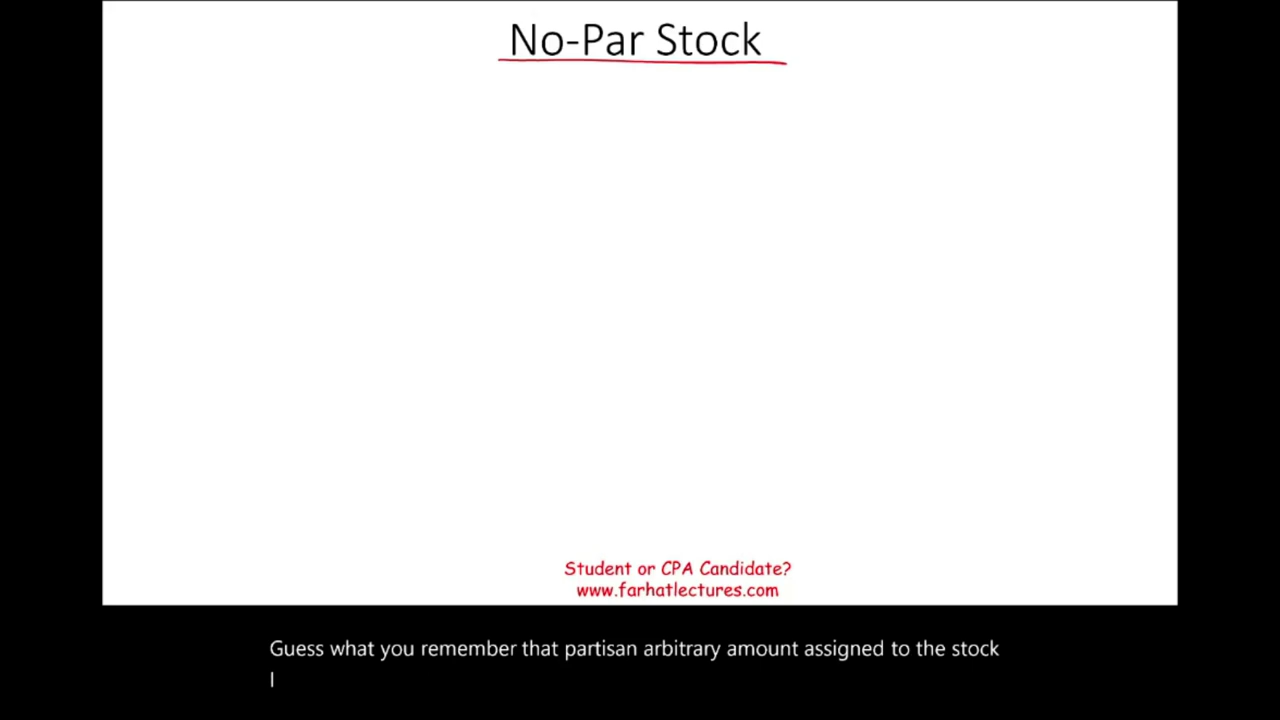 No-Par Stock
Student or CPA Candidate?
www.farhatlectures.com
Guess what you remember that partisan arbitrary amount assigned to the stock
I